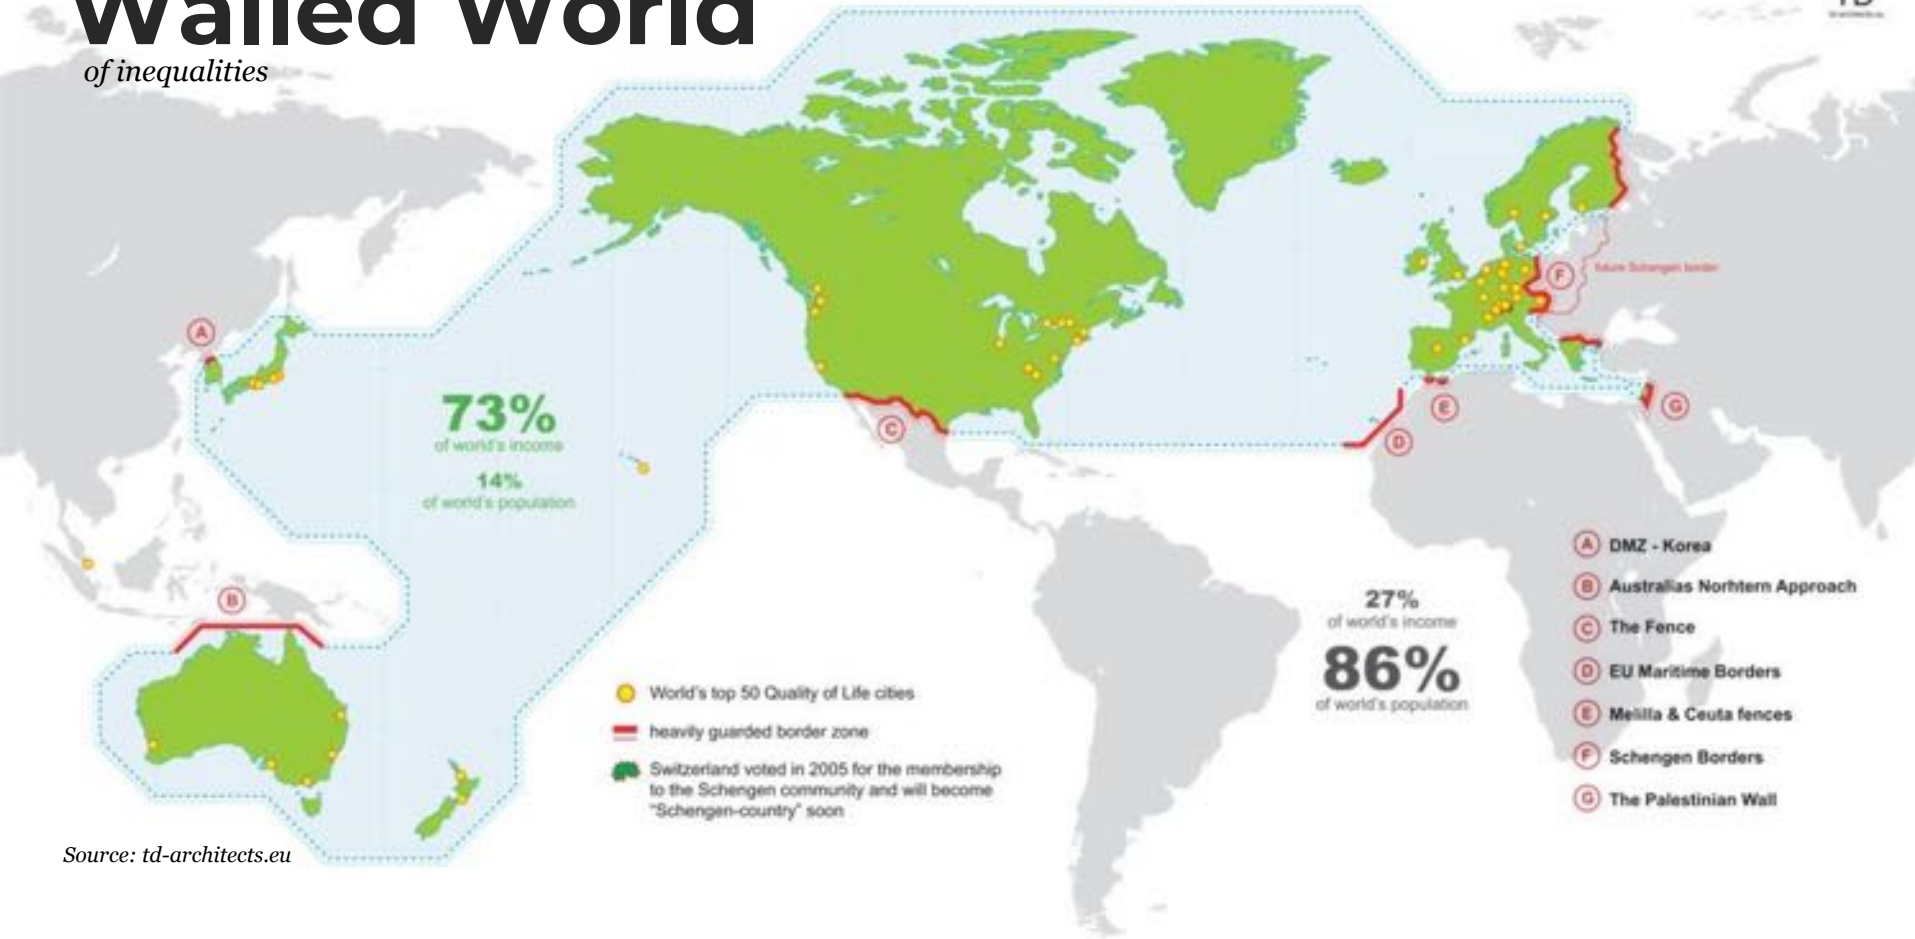 Walled World
of inequalities
A
future Schengen border
F
73%
of world's income
14%
of world's population
C
E
D
G
B
27%
of world's income
86%
of world's population
World's top 50 Quality of Life cities
heavily guarded border zone
Switzerland voted in 2005 for the membership
to the Schengen community and will become
"Schengen-country" soon
A DMZ - Korea
B Australias Norhtern Approach
C The Fence
D EU Maritime Borders
E Melilla & Ceuta fences
F Schengen Borders
G The Palestinian Wall
Source: td-architects.eu